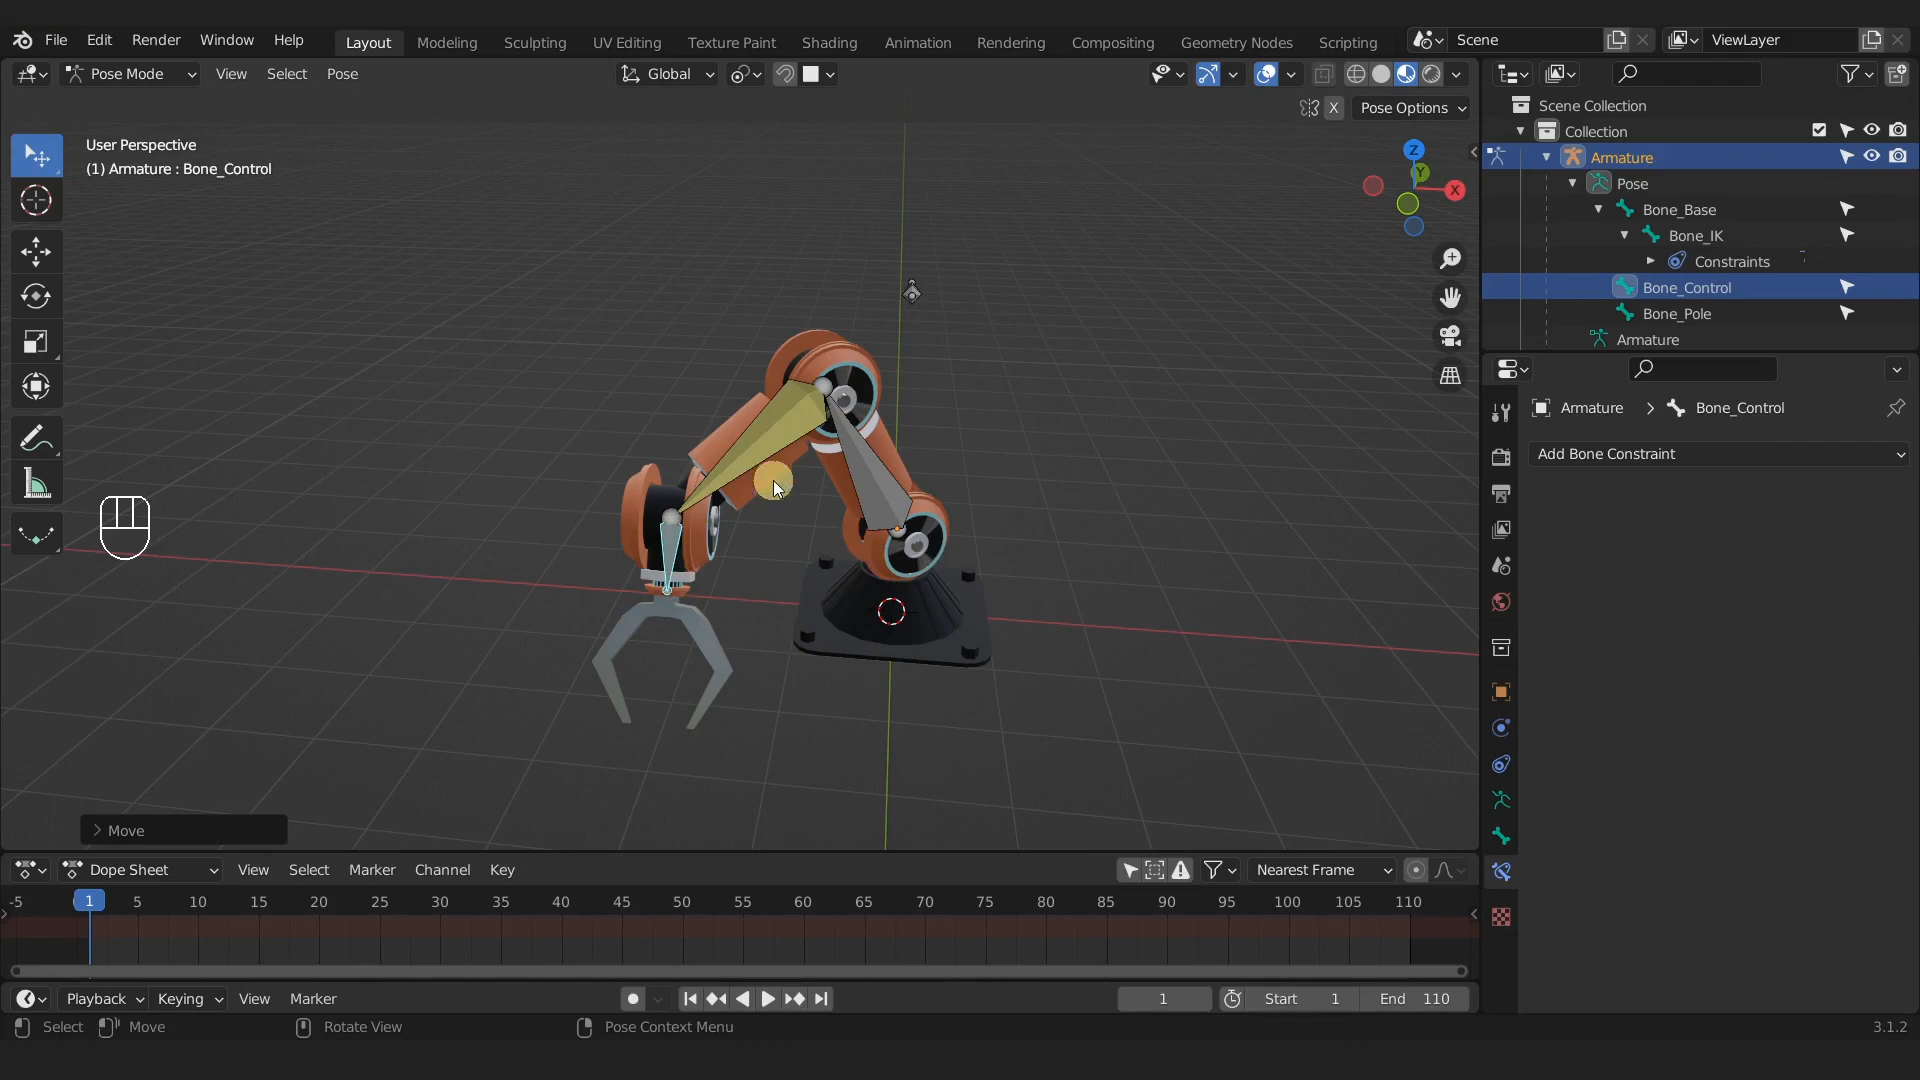 File Edit Render Window Help Layout Modeling Sculpting UV Editing Texture Paint Shading Animation Rendering Compositing Geometry Nodes Scripting Scene ViewLayer
Pose Mode View Select Pose Global
X Pose Options
User Perspective
(1) Armature : Bone_Control
Z
Y
X
Scene Collection
Collection
Armature
Pose
Bone_Base
Bone_IK
Constraints
Bone_Control
Bone_Pole
Armature
Armature > Bone_Control
Add Bone Constraint
Move
Dope Sheet View Select Marker Channel Key Nearest Frame
-5 1 5 10 15 20 25 30 35 40 45 50 55 60 65 70 75 80 85 90 95 100 105 110
Playback Keying View Marker 1 Start 1 End 110
Select Move Rotate View Pose Context Menu 3.1.2